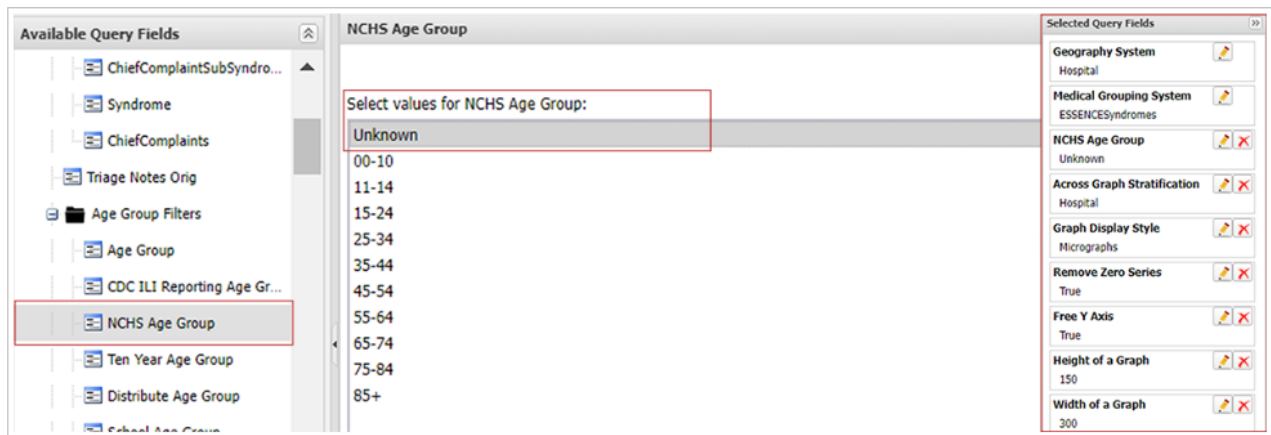 Available Query Fields
ChiefComplaintSubSyndro...
Syndrome
ChiefComplaints
Triage Notes Orig
Age Group Filters
Age Group
CDC ILI Reporting Age Gr...
NCHS Age Group
Ten Year Age Group
Distribute Age Group
School Age Group
NCHS Age Group
Select values for NCHS Age Group:
Unknown
00-10
11-14
15-24
25-34
35-44
45-54
55-64
65-74
75-84
85+
Selected Query Fields
Geography System
Hospital
Medical Grouping System
ESSENCESyndromes
NCHS Age Group
Unknown
Across Graph Stratification
Hospital
Graph Display Style
Micrographs
Remove Zero Series
True
Free Y Axis
True
Height of a Graph
150
Width of a Graph
300